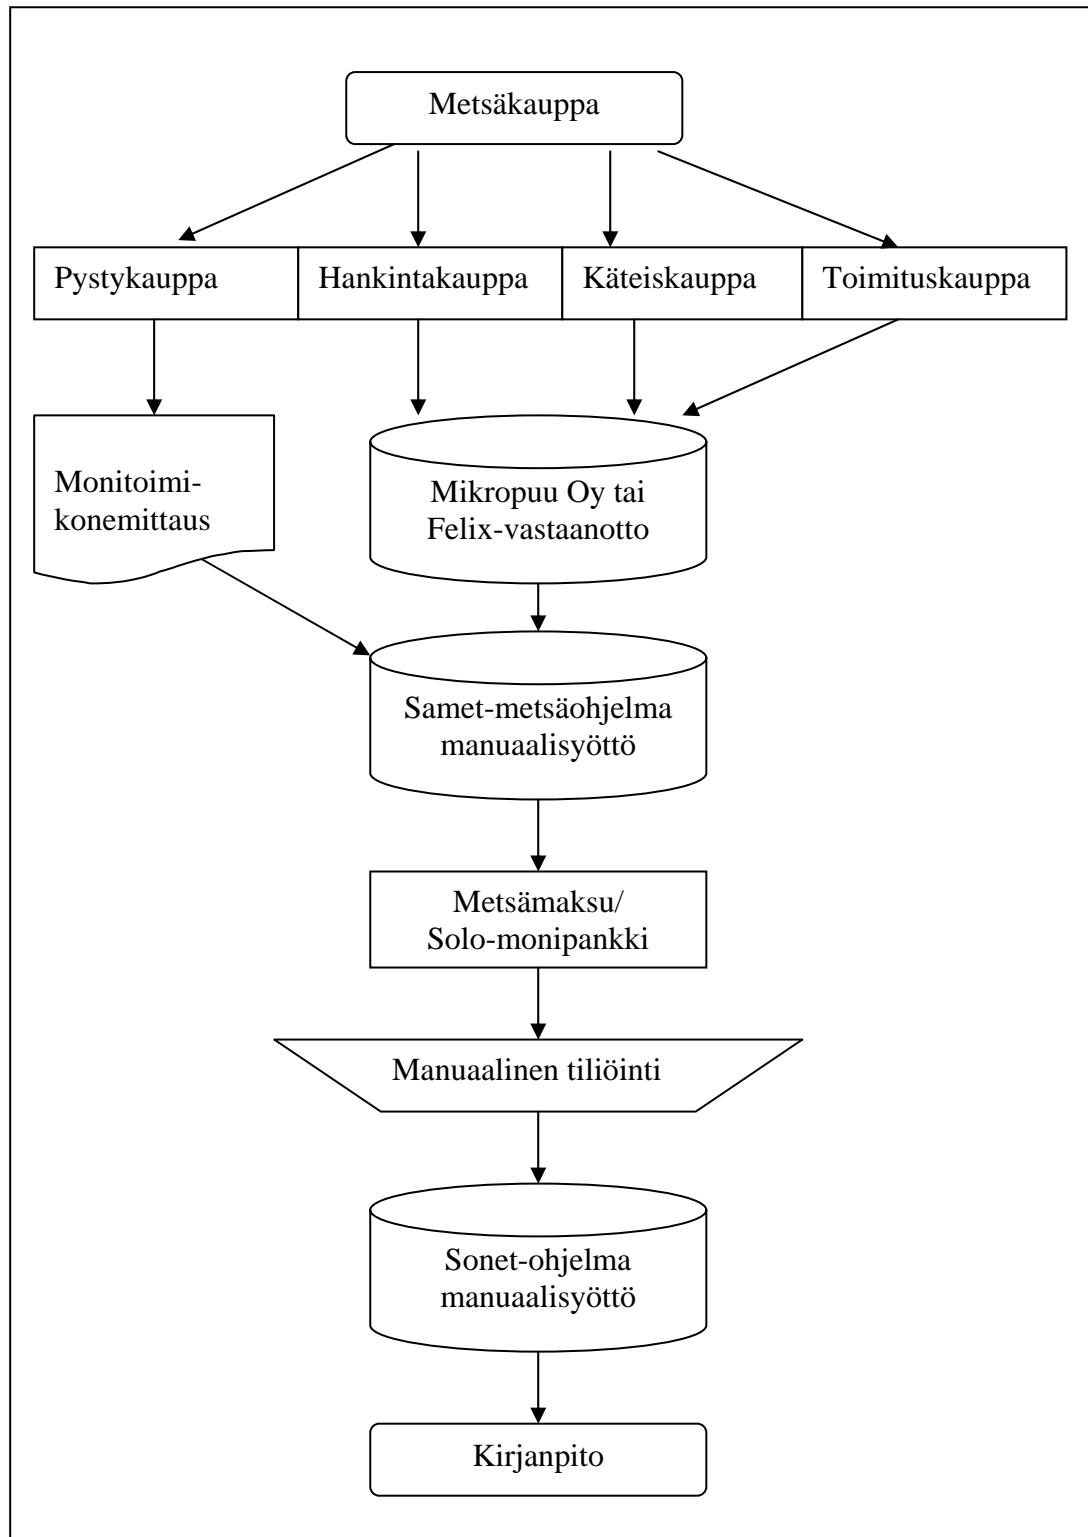 Metsäkauppa
Pystykauppa
Hankintakauppa
Käteiskauppa
Toimituskauppa
Monitoimi-
konemittaus
Mikropuu Oy tai
Felix-vastaanotto
Samet-metsäohjelma
manuaalisyöttö
Metsämaksu/
Solo-monipankki
Manuaalinen tiliöinti
Sonet-ohjelma
manuaalisyöttö
Kirjanpito